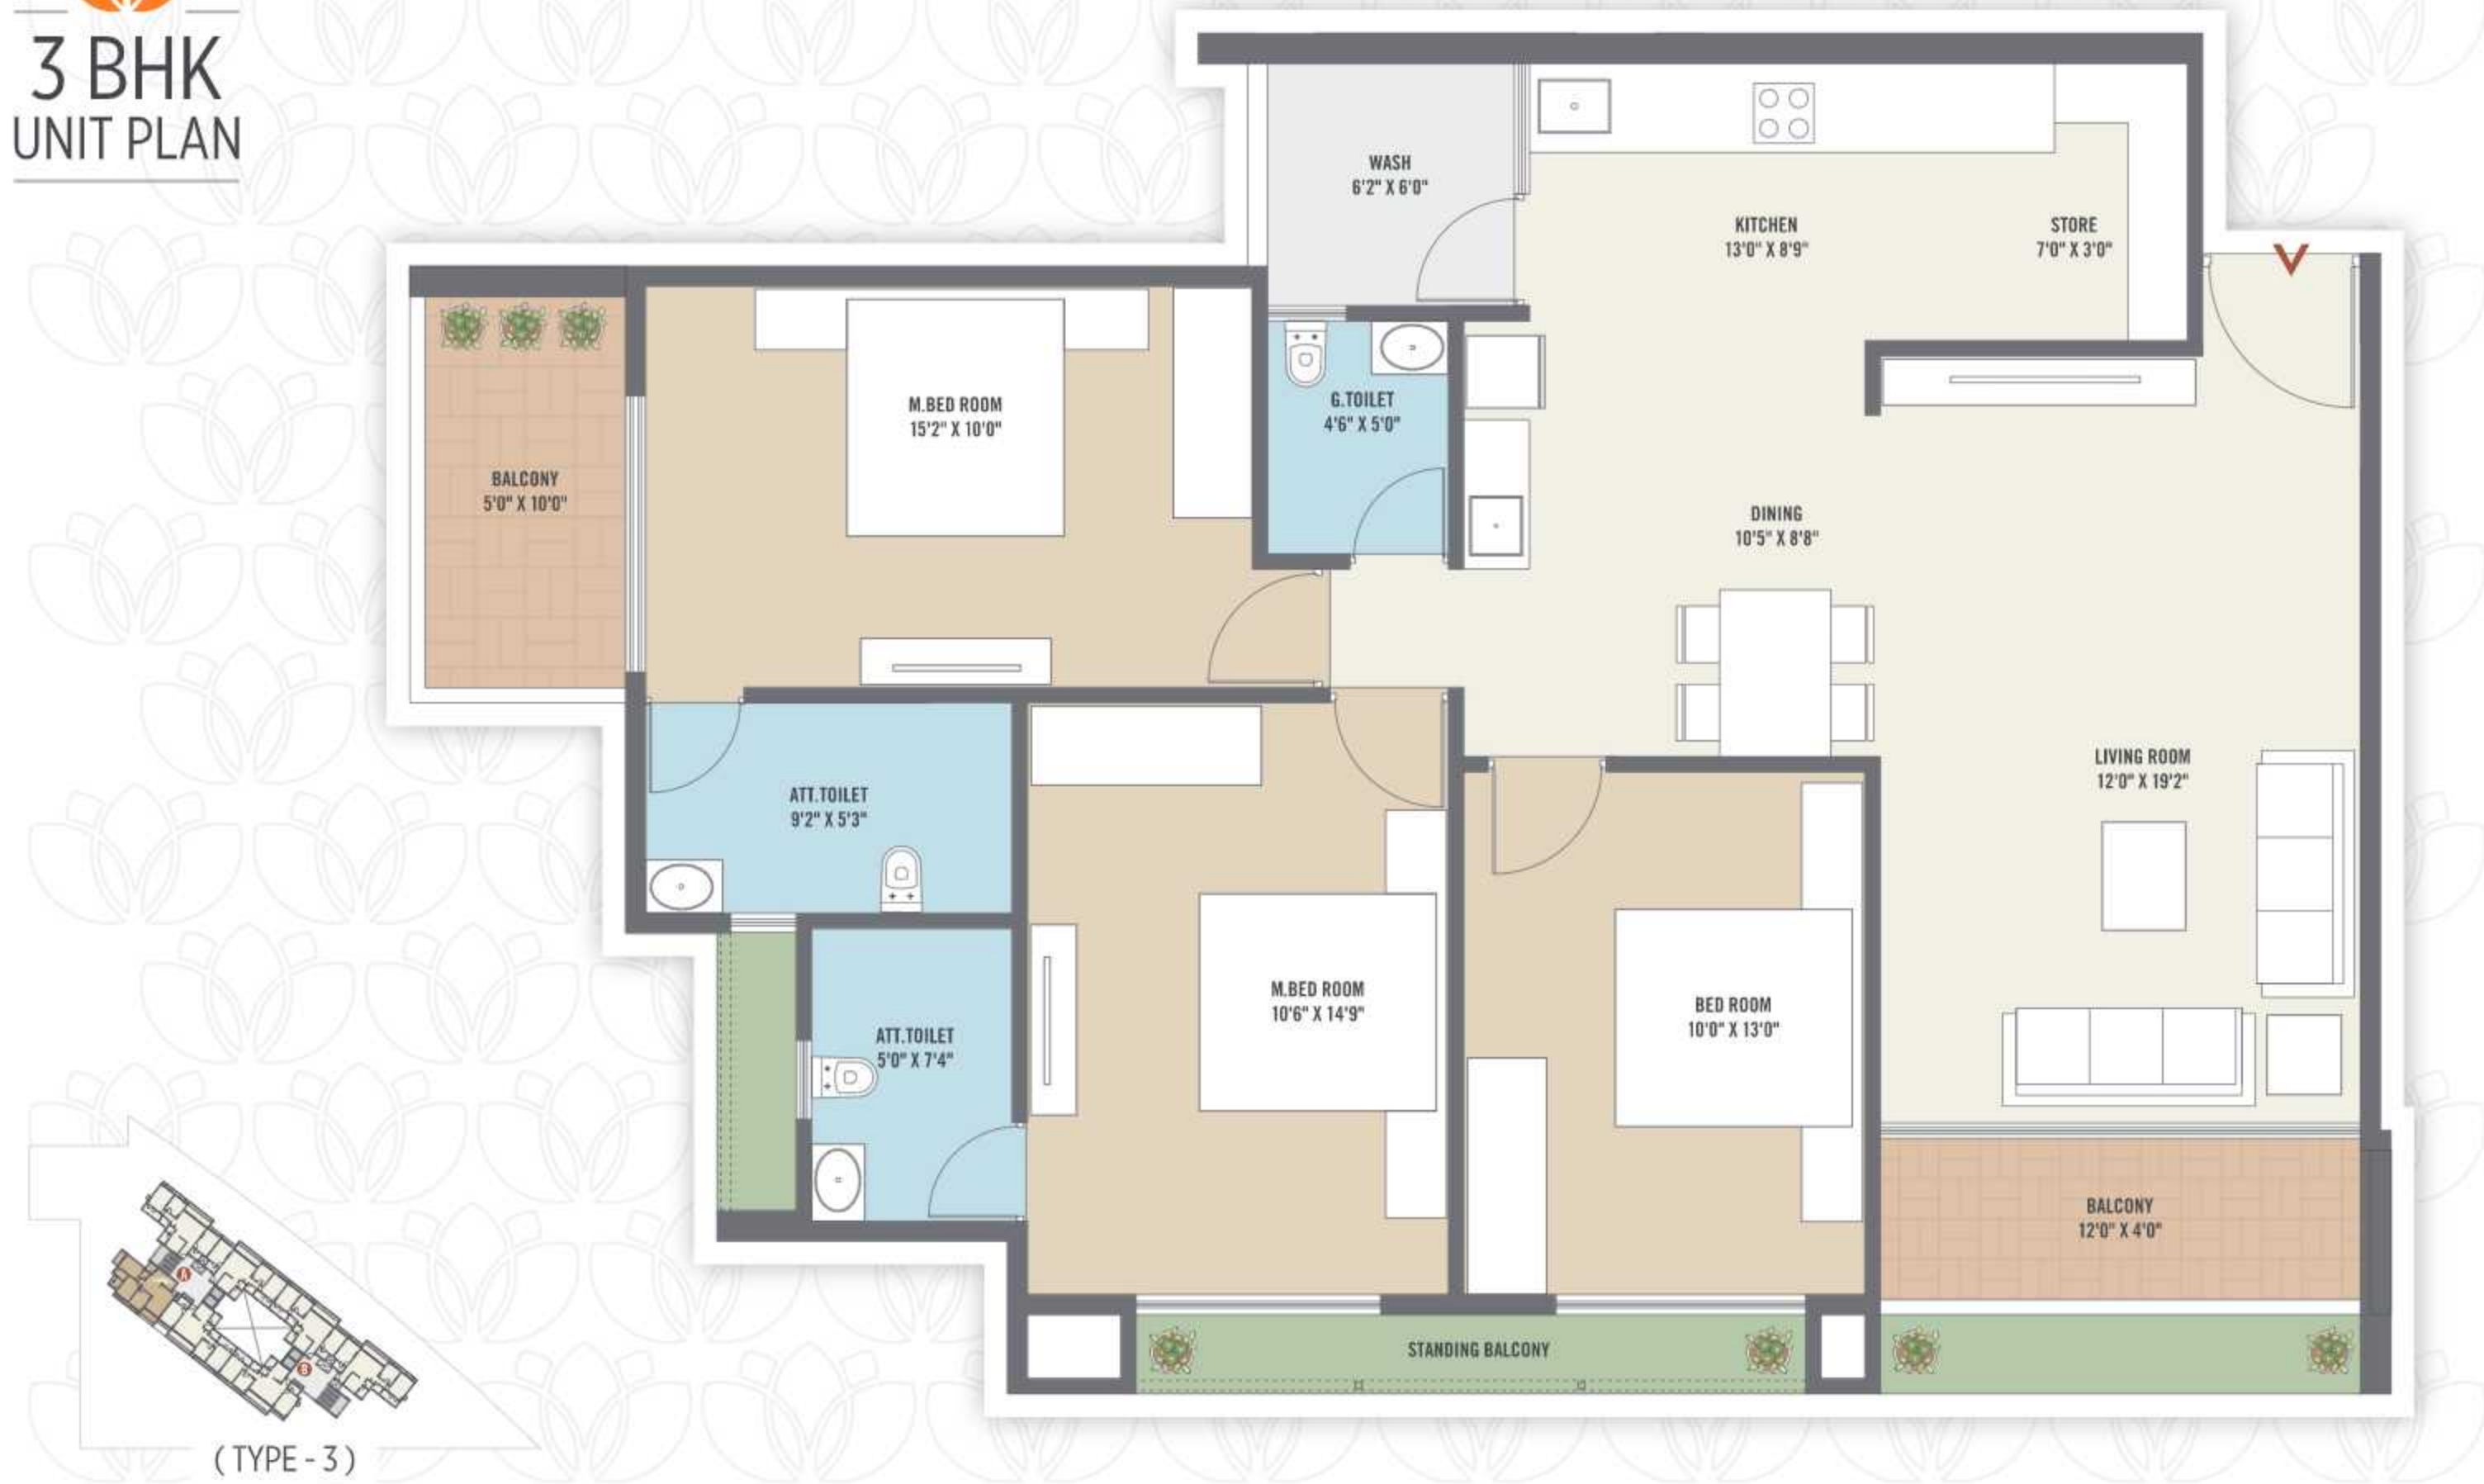 3 BHK
UNIT PLAN
WASH
6'2" X 6'0"
KITCHEN
13'0" X 8'9"
STORE
7'0" X 3'0"
M.BED ROOM
15'2" X 10'0"
G.TOILET
4'6" X 5'0"
BALCONY
5'0" X 10'0"
DINING
10'5" X 8'8"
LIVING ROOM
12'0" X 19'2"
ATT.TOILET
9'2" X 5'3"
M.BED ROOM
10'6" X 14'9"
BED ROOM
10'0" X 13'0"
ATT.TOILET
5'0" X 7'4"
BALCONY
12'0" X 4'0"
STANDING BALCONY
A
B
( TYPE - 3 )